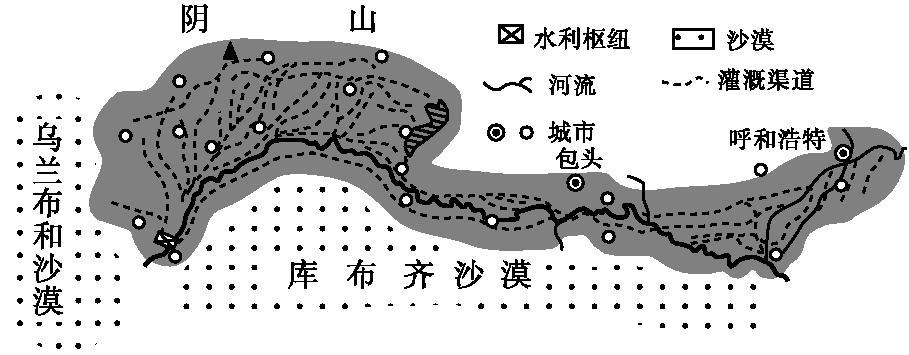 阴 山
水利枢纽
沙漠
河流
灌溉渠道
城市
包头
呼和浩特
乌兰布和沙漠
库布齐沙漠